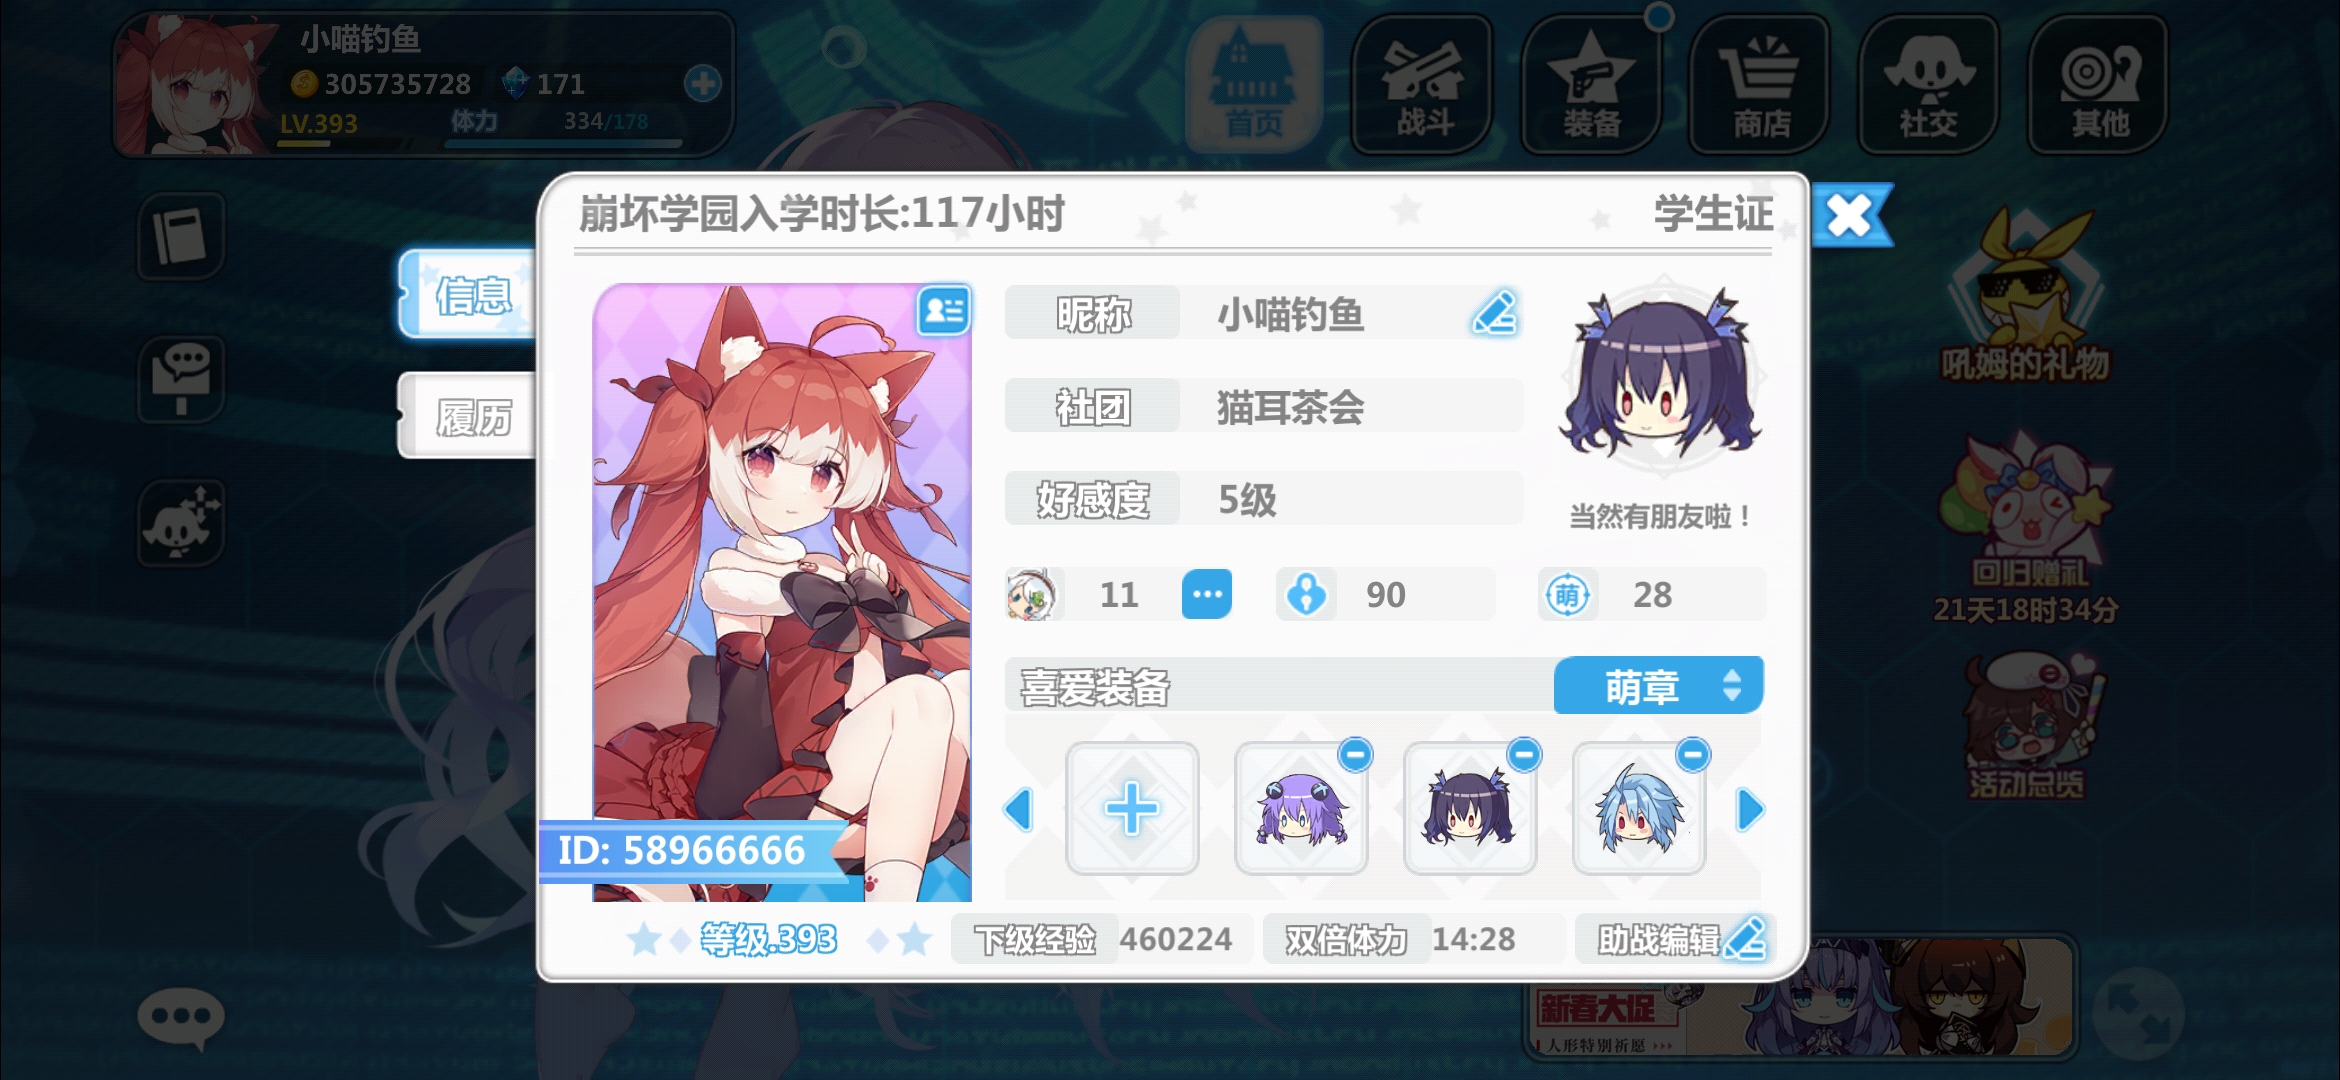 小喵钓鱼
305735728
171
LV.393
体力
334/178
首页
战斗
装备
商店
社交
其他
崩坏学园入学时长:117小时
学生证
信息
履历
昵称
小喵钓鱼
社团
猫耳茶会
好感度
5级
当然有朋友啦！
11
90
萌
28
喜爱装备
萌章
ID: 58966666
等级.393
下级经验
460224
双倍体力
14:28
助战编辑
吼姆的礼物
回归赠礼
21天18时34分
活动总览
新春大促
人形特别祈愿